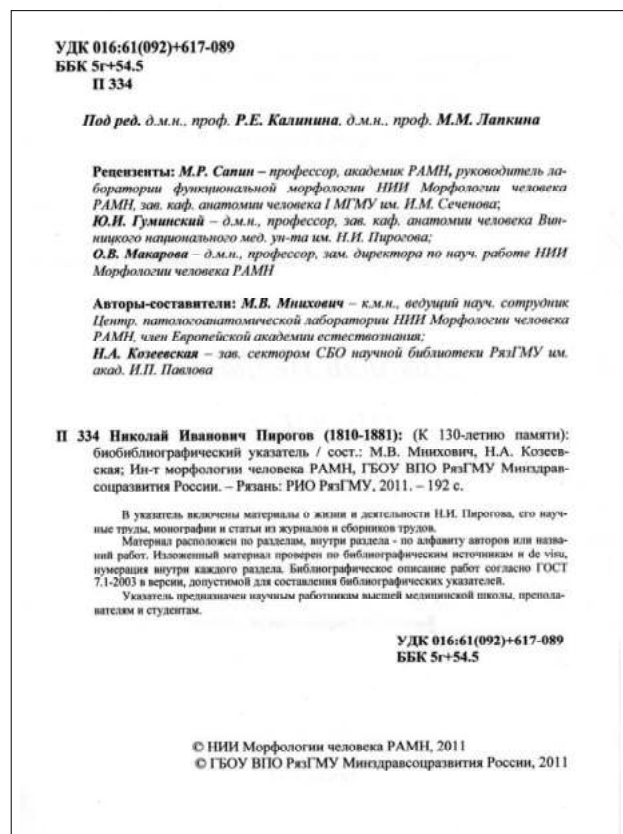 УДК 016:61(092)+617-089
ББК 5г+54.5
П 334
Под ред. д.м.н., проф. Р.Е. Калинина, д.м.н., проф. М.М. Лапкина
Рецензенты: М.Р. Сапин – профессор, академик РАМН, руководитель ла-
боратории функциональной морфологии НИИ Морфологии человека
РАМН, зав. каф. анатомии человека I МГМУ им. И.М. Сеченова;
Ю.И. Гуминский – д.м.н., профессор, зав. каф. анатомии человека Вин-
ницкого национального мед. ун-та им. Н.И. Пирогова;
О.В. Макарова – д.м.н., профессор, зам. директора по науч. работе НИИ
Морфологии человека РАМН
Авторы-составители: М.В. Мнихович – к.м.н., ведущий науч. сотрудник
Центр. патологоанатомической лаборатории НИИ Морфологии человека
РАМН, член Европейской академии естествознания;
Н.А. Козеевская – зав. сектором СБО научной библиотеки РязГМУ им.
акад. И.П. Павлова
П 334 Николай Иванович Пирогов (1810-1881): (К 130-летию памяти):
биобиблиографический указатель / сост.: М.В. Мнихович, Н.А. Козеев-
ская; Ин-т морфологии человека РАМН, ГБОУ ВПО РязГМУ Минздрав-
соцразвития России. – Рязань: РИО РязГМУ, 2011. – 192 с.
В указатель включены материалы о жизни и деятельности Н.И. Пирогова, его науч-
ные труды, монографии и статьи из журналов и сборников трудов.
Материал расположен по разделам, внутри раздела - по алфавиту авторов или назва-
ний работ. Изложенный материал проверен по библиографическим источникам и de visu,
нумерация внутри каждого раздела. Библиографическое описание работ согласно ГОСТ
7.1-2003 в версии, допустимой для составления библиографических указателей.
Указатель предназначен научным работникам высшей медицинской школы, препода-
вателям и студентам.
УДК 016:61(092)+617-089
ББК 5г+54.5
© НИИ Морфологии человека РАМН, 2011
© ГБОУ ВПО РязГМУ Минздравсоцразвития России, 2011